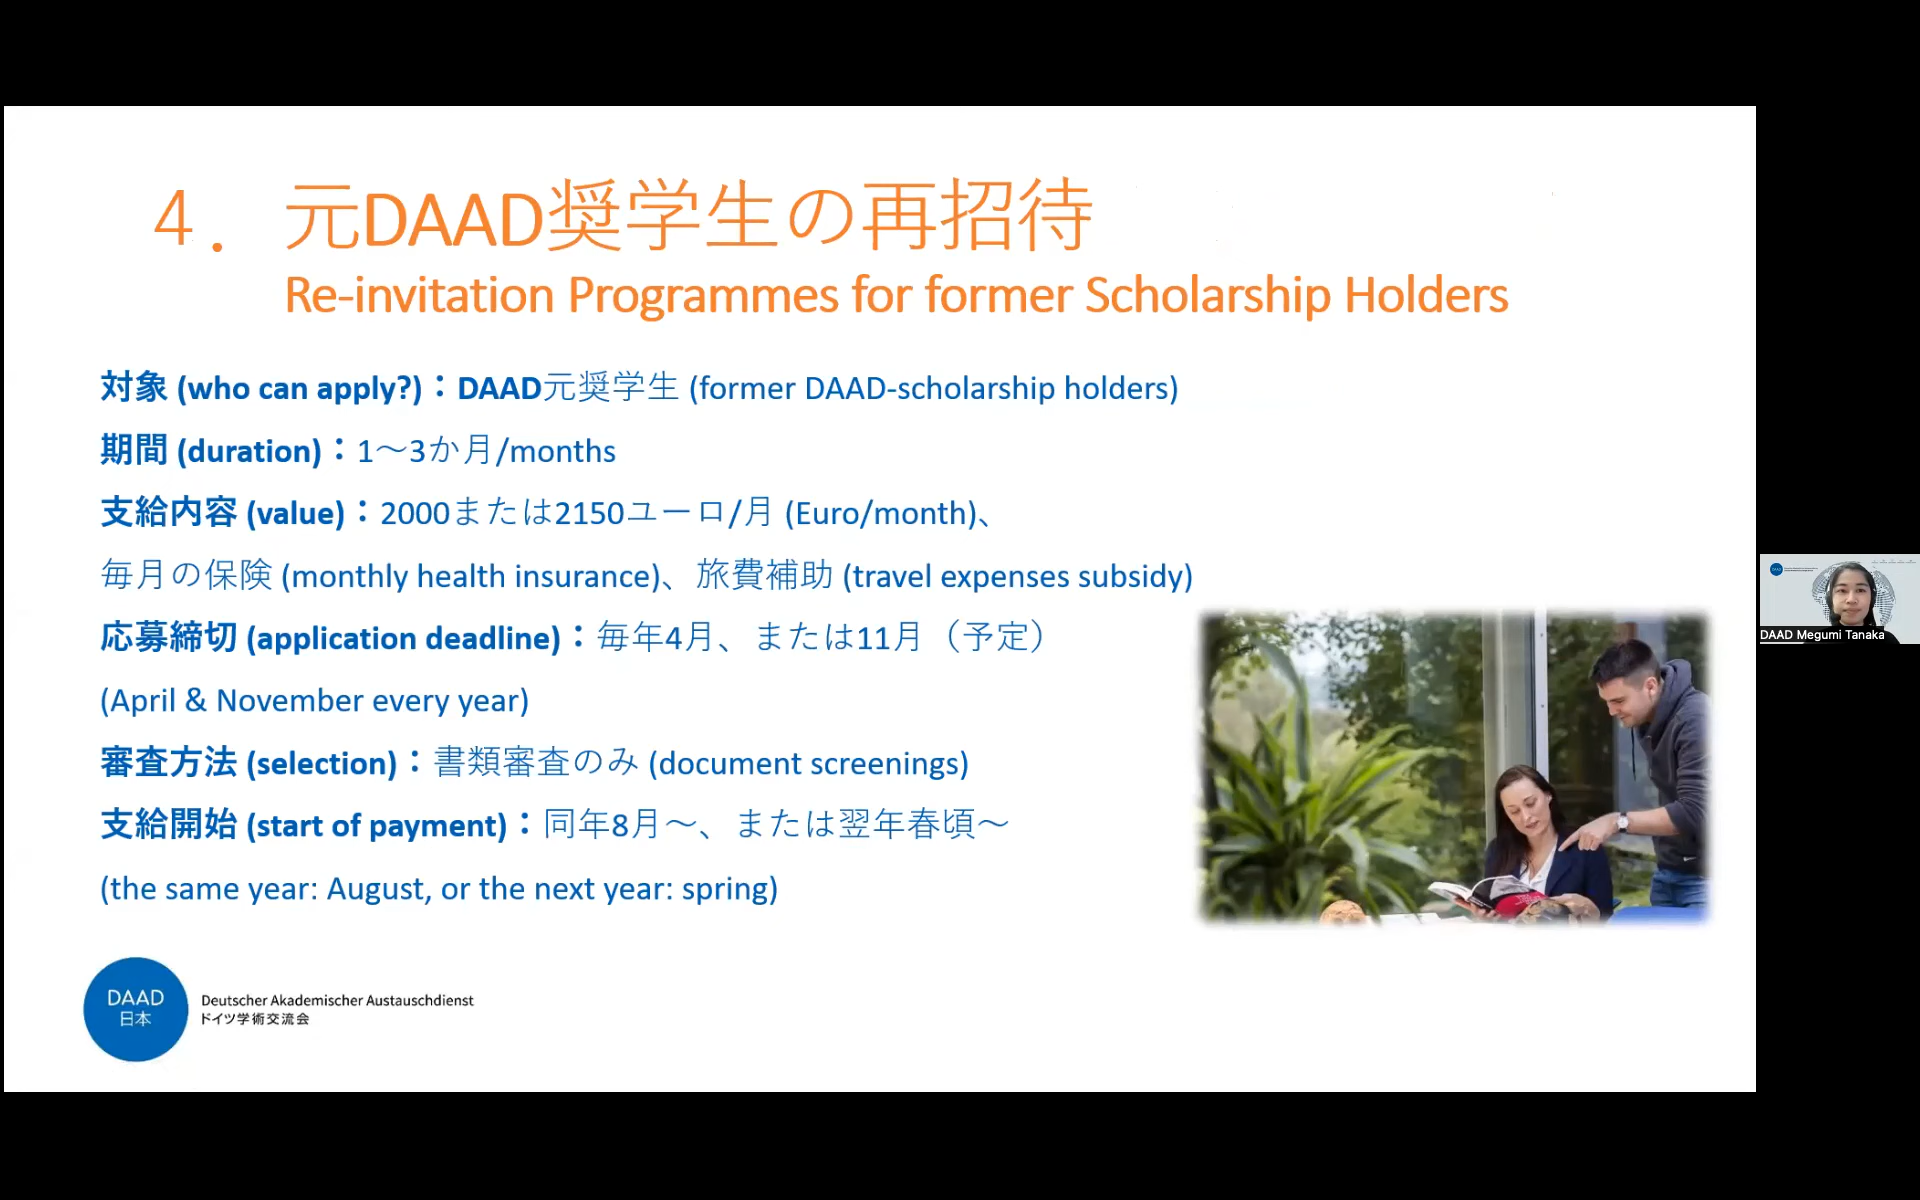 ４．元DAAD奨学生の再招待
Re-invitation Programmes for former Scholarship Holders
対象 (who can apply?)：DAAD元奨学生 (former DAAD-scholarship holders)
期間 (duration)：1～3か月/months
支給内容 (value)：2000または2150ユーロ/月 (Euro/month)、
毎月の保険 (monthly health insurance)、旅費補助 (travel expenses subsidy)
応募締切 (application deadline)：毎年4月、または11月（予定）
(April & November every year)
審査方法 (selection)：書類審査のみ (document screenings)
支給開始 (start of payment)：同年8月～、または翌年春頃～
(the same year: August, or the next year: spring)
DAAD
日本
Deutscher Akademischer Austauschdienst
ドイツ学術交流会
DAAD Megumi Tanaka